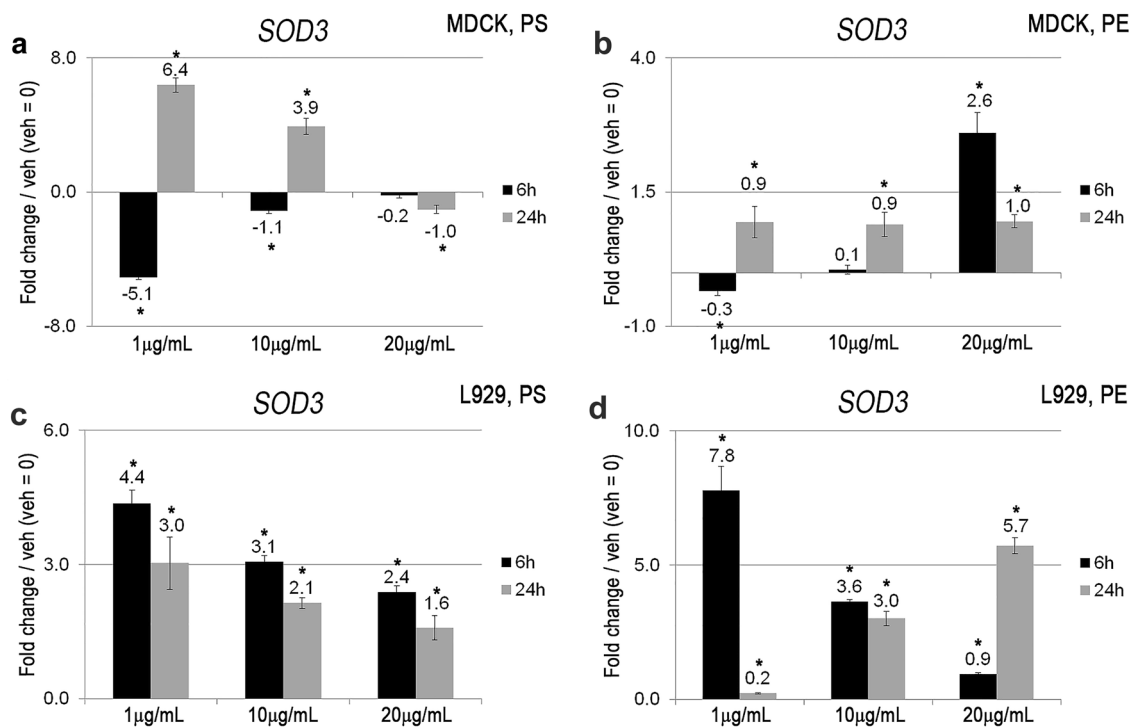 a
SOD3
MDCK, PS
Fold change / veh (veh = 0)
8.0
0.0
-8.0
*
6.4
*
3.9
-5.1
*
-1.1
*
-0.2
-1.0
*
1μg/mL 10μg/mL 20μg/mL
6h
24h
b
SOD3
MDCK, PE
Fold change / veh (veh = 0)
4.0
1.5
-1.0
*
0.9
-0.3
*
*
0.9
0.1
*
2.6
*
1.0
1μg/mL 10μg/mL 20μg/mL
6h
24h
c
SOD3
L929, PS
Fold change / veh (veh = 0)
6.0
3.0
0.0
*
4.4
*
3.0
*
3.1
*
2.1
*
2.4
*
1.6
1μg/mL 10μg/mL 20μg/mL
6h
24h
d
SOD3
L929, PE
Fold change / veh (veh = 0)
10.0
5.0
0.0
*
7.8
*
0.2
*
3.6
*
3.0
*
0.9
*
5.7
1μg/mL 10μg/mL 20μg/mL
6h
24h